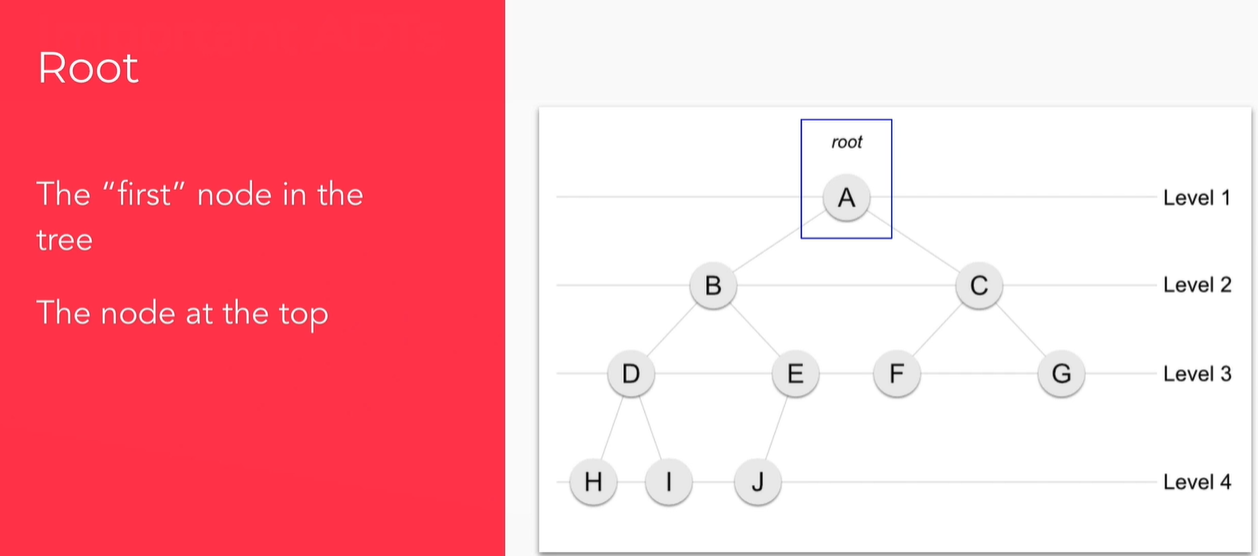 Root
The “first” node in the
tree
The node at the top
root
A
Level 1
B
C
Level 2
D
E
F
G
Level 3
H
I
J
Level 4